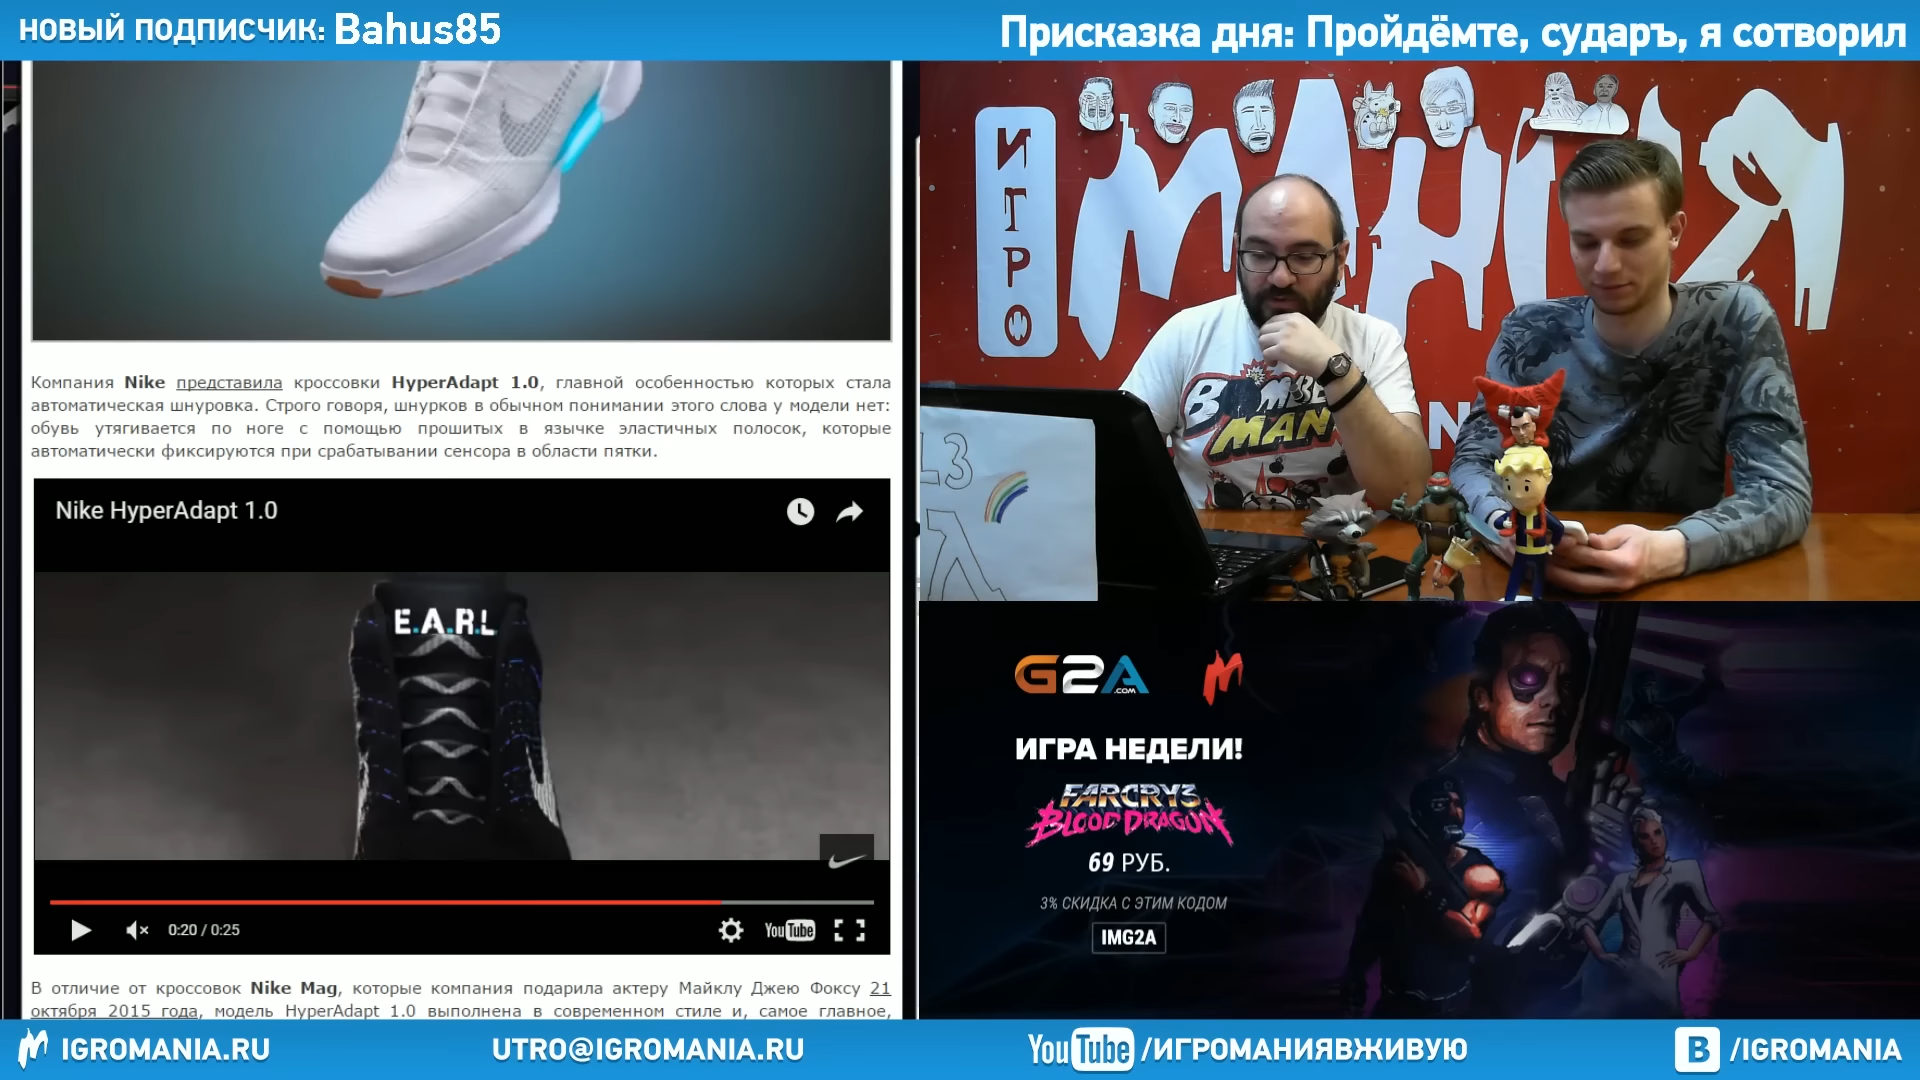 новый подписчик: Bahus85
Присказка дня: Пройдёмте, сударъ, я сотворил
Компания Nike представила кроссовки HyperAdapt 1.0, главной особенностью которых стала
автоматическая шнуровка. Строго говоря, шнурков в обычном понимании этого слова у модели нет:
обувь утягивается по ноге с помощью прошитых в язычке эластичных полосок, которые
автоматически фиксируются при срабатывании сенсора в области пятки.
Nike HyperAdapt 1.0
E.A.R.L
0:20 / 0:25
YouTube
В отличие от кроссовок Nike Mag, которые компания подарила актеру Майклу Джею Фоксу 21
октября 2015 года, модель HyperAdapt 1.0 выполнена в современном стиле и, самое главное,
ИГРО
МАНИЯ
BOMBER
MAN
L3
G2A.COM
ИГРА НЕДЕЛИ!
FARCRY3
BLOOD DRAGON
69 РУБ.
3% СКИДКА С ЭТИМ КОДОМ
IMG2A
IGROMANIA.RU
UTRO@IGROMANIA.RU
YouTube /ИГРОМАНИЯВЖИВУЮ
В /IGROMANIA